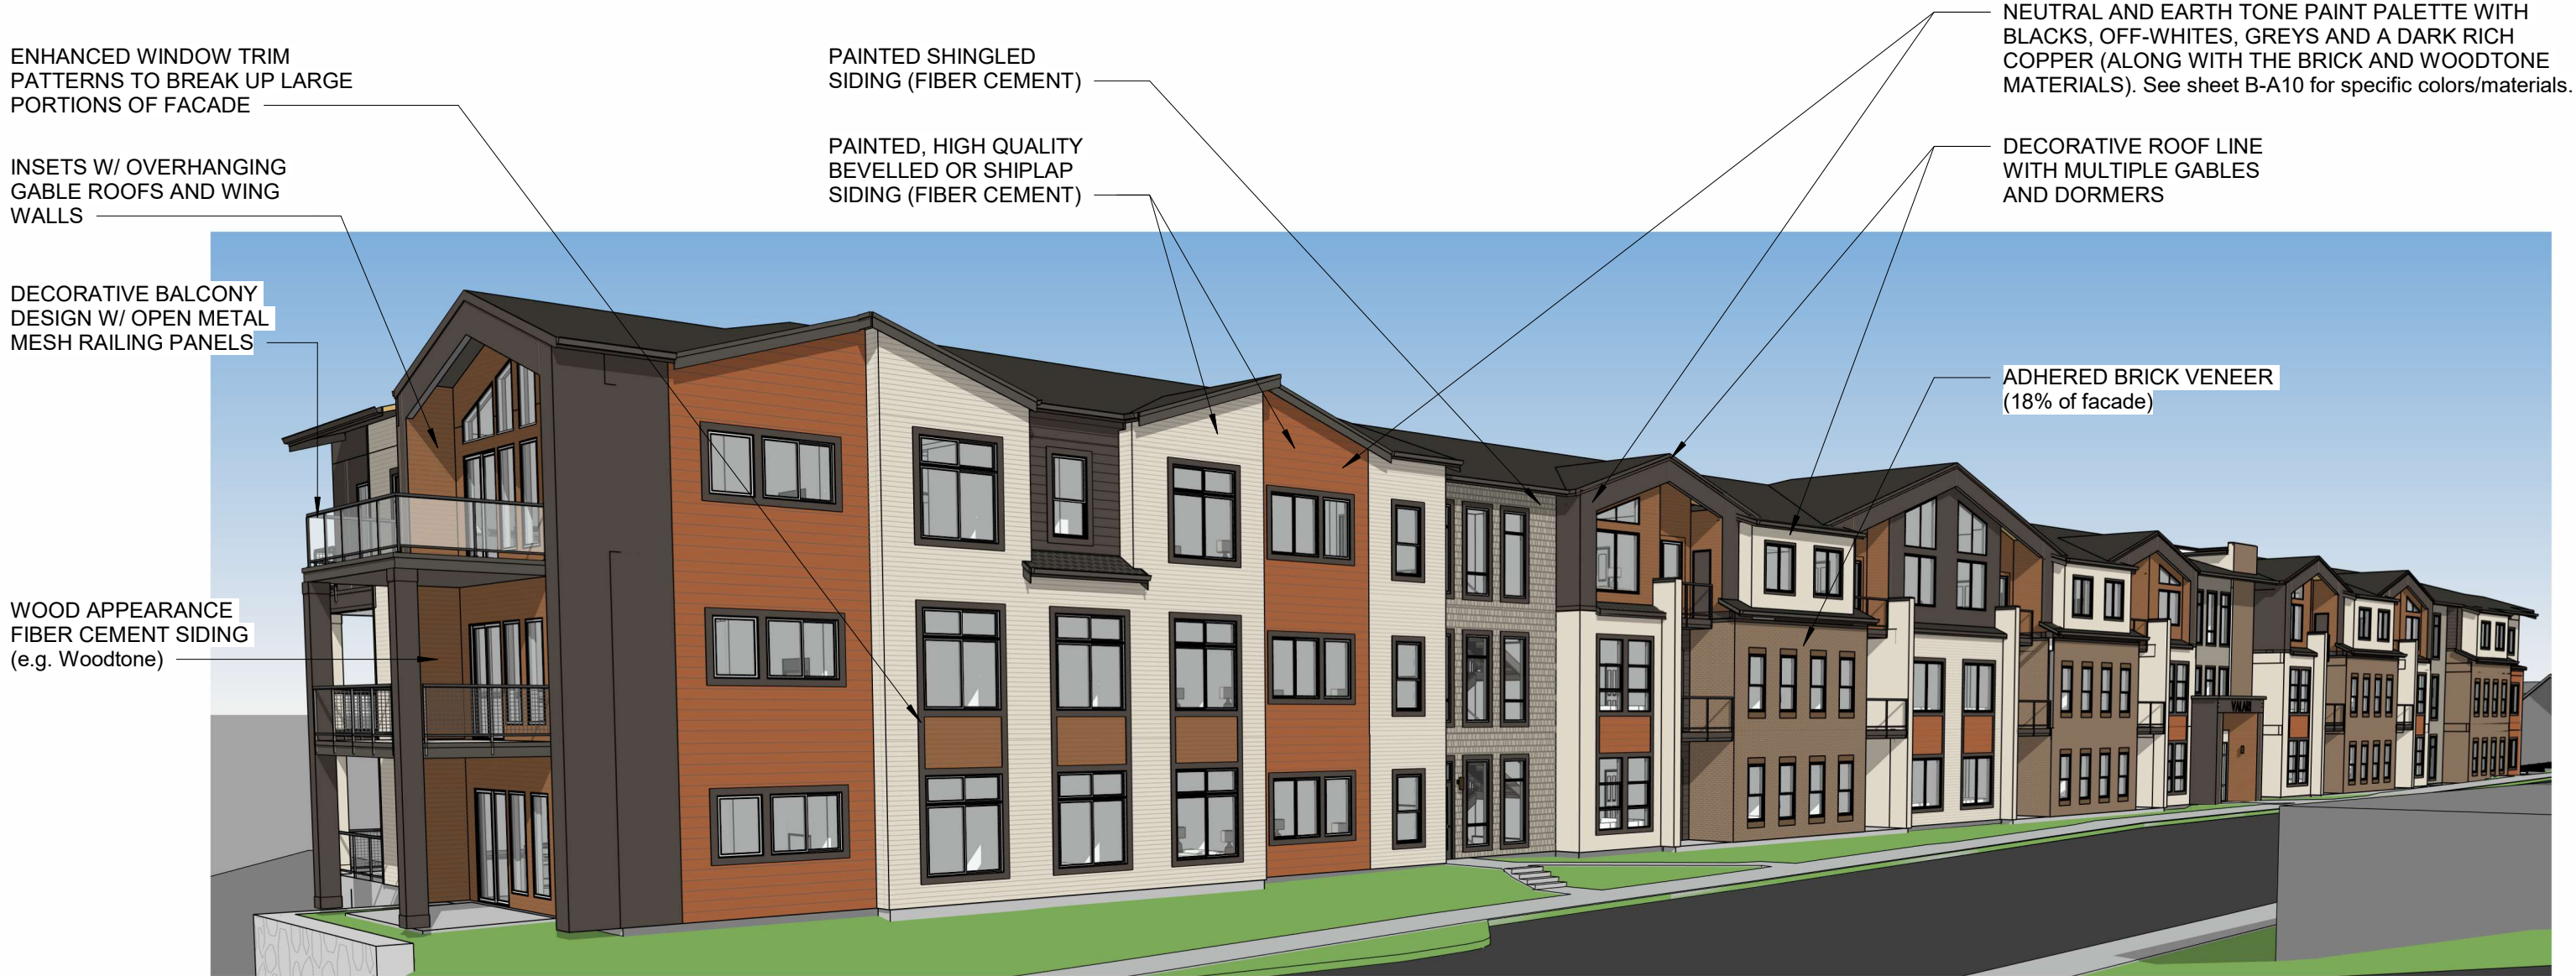 ENHANCED WINDOW TRIM
PATTERNS TO BREAK UP LARGE
PORTIONS OF FACADE
INSETS W/ OVERHANGING
GABLE ROOFS AND WING
WALLS
DECORATIVE BALCONY
DESIGN W/ OPEN METAL
MESH RAILING PANELS
WOOD APPEARANCE
FIBER CEMENT SIDING
(e.g. Woodtone)
PAINTED SHINGLED
SIDING (FIBER CEMENT)
PAINTED, HIGH QUALITY
BEVELLED OR SHIPLAP
SIDING (FIBER CEMENT)
NEUTRAL AND EARTH TONE PAINT PALETTE WITH
BLACKS, OFF-WHITES, GREYS AND A DARK RICH
COPPER (ALONG WITH THE BRICK AND WOODTONE
MATERIALS). See sheet B-A10 for specific colors/materials.
DECORATIVE ROOF LINE
WITH MULTIPLE GABLES
AND DORMERS
ADHERED BRICK VENEER
(18% of facade)